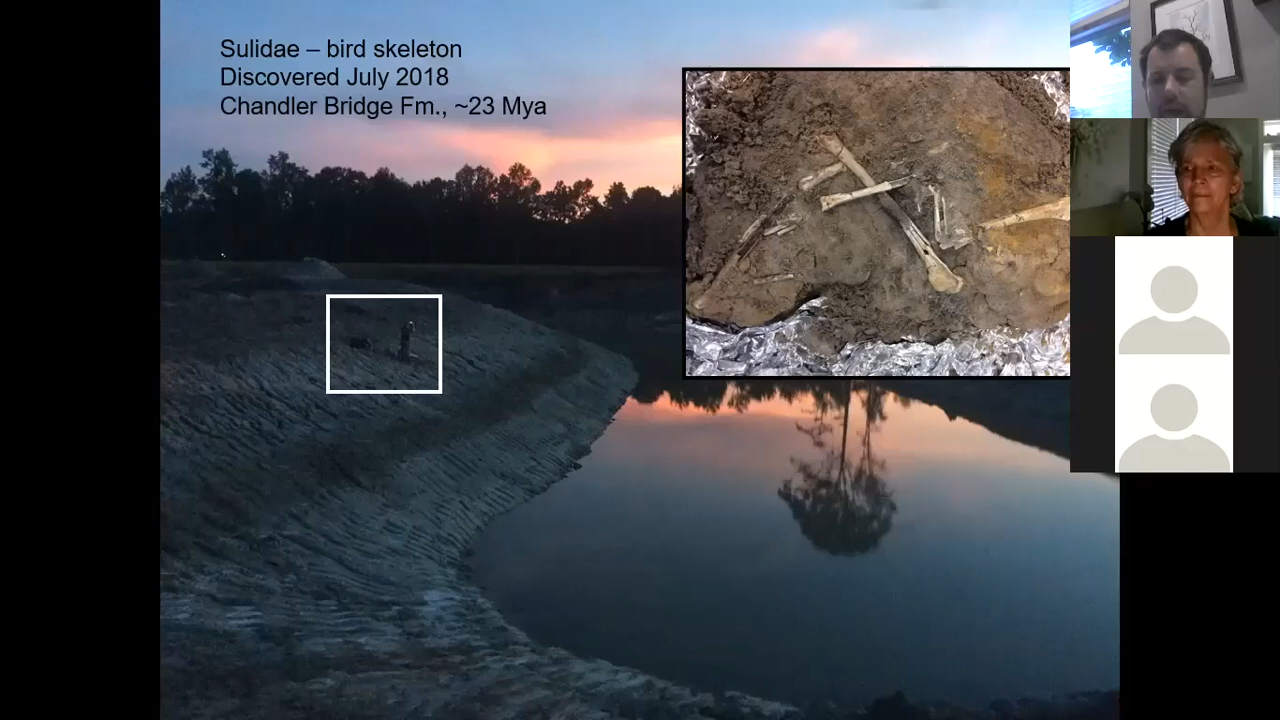 Sulidae – bird skeleton
Discovered July 2018
Chandler Bridge Fm., ~23 Mya